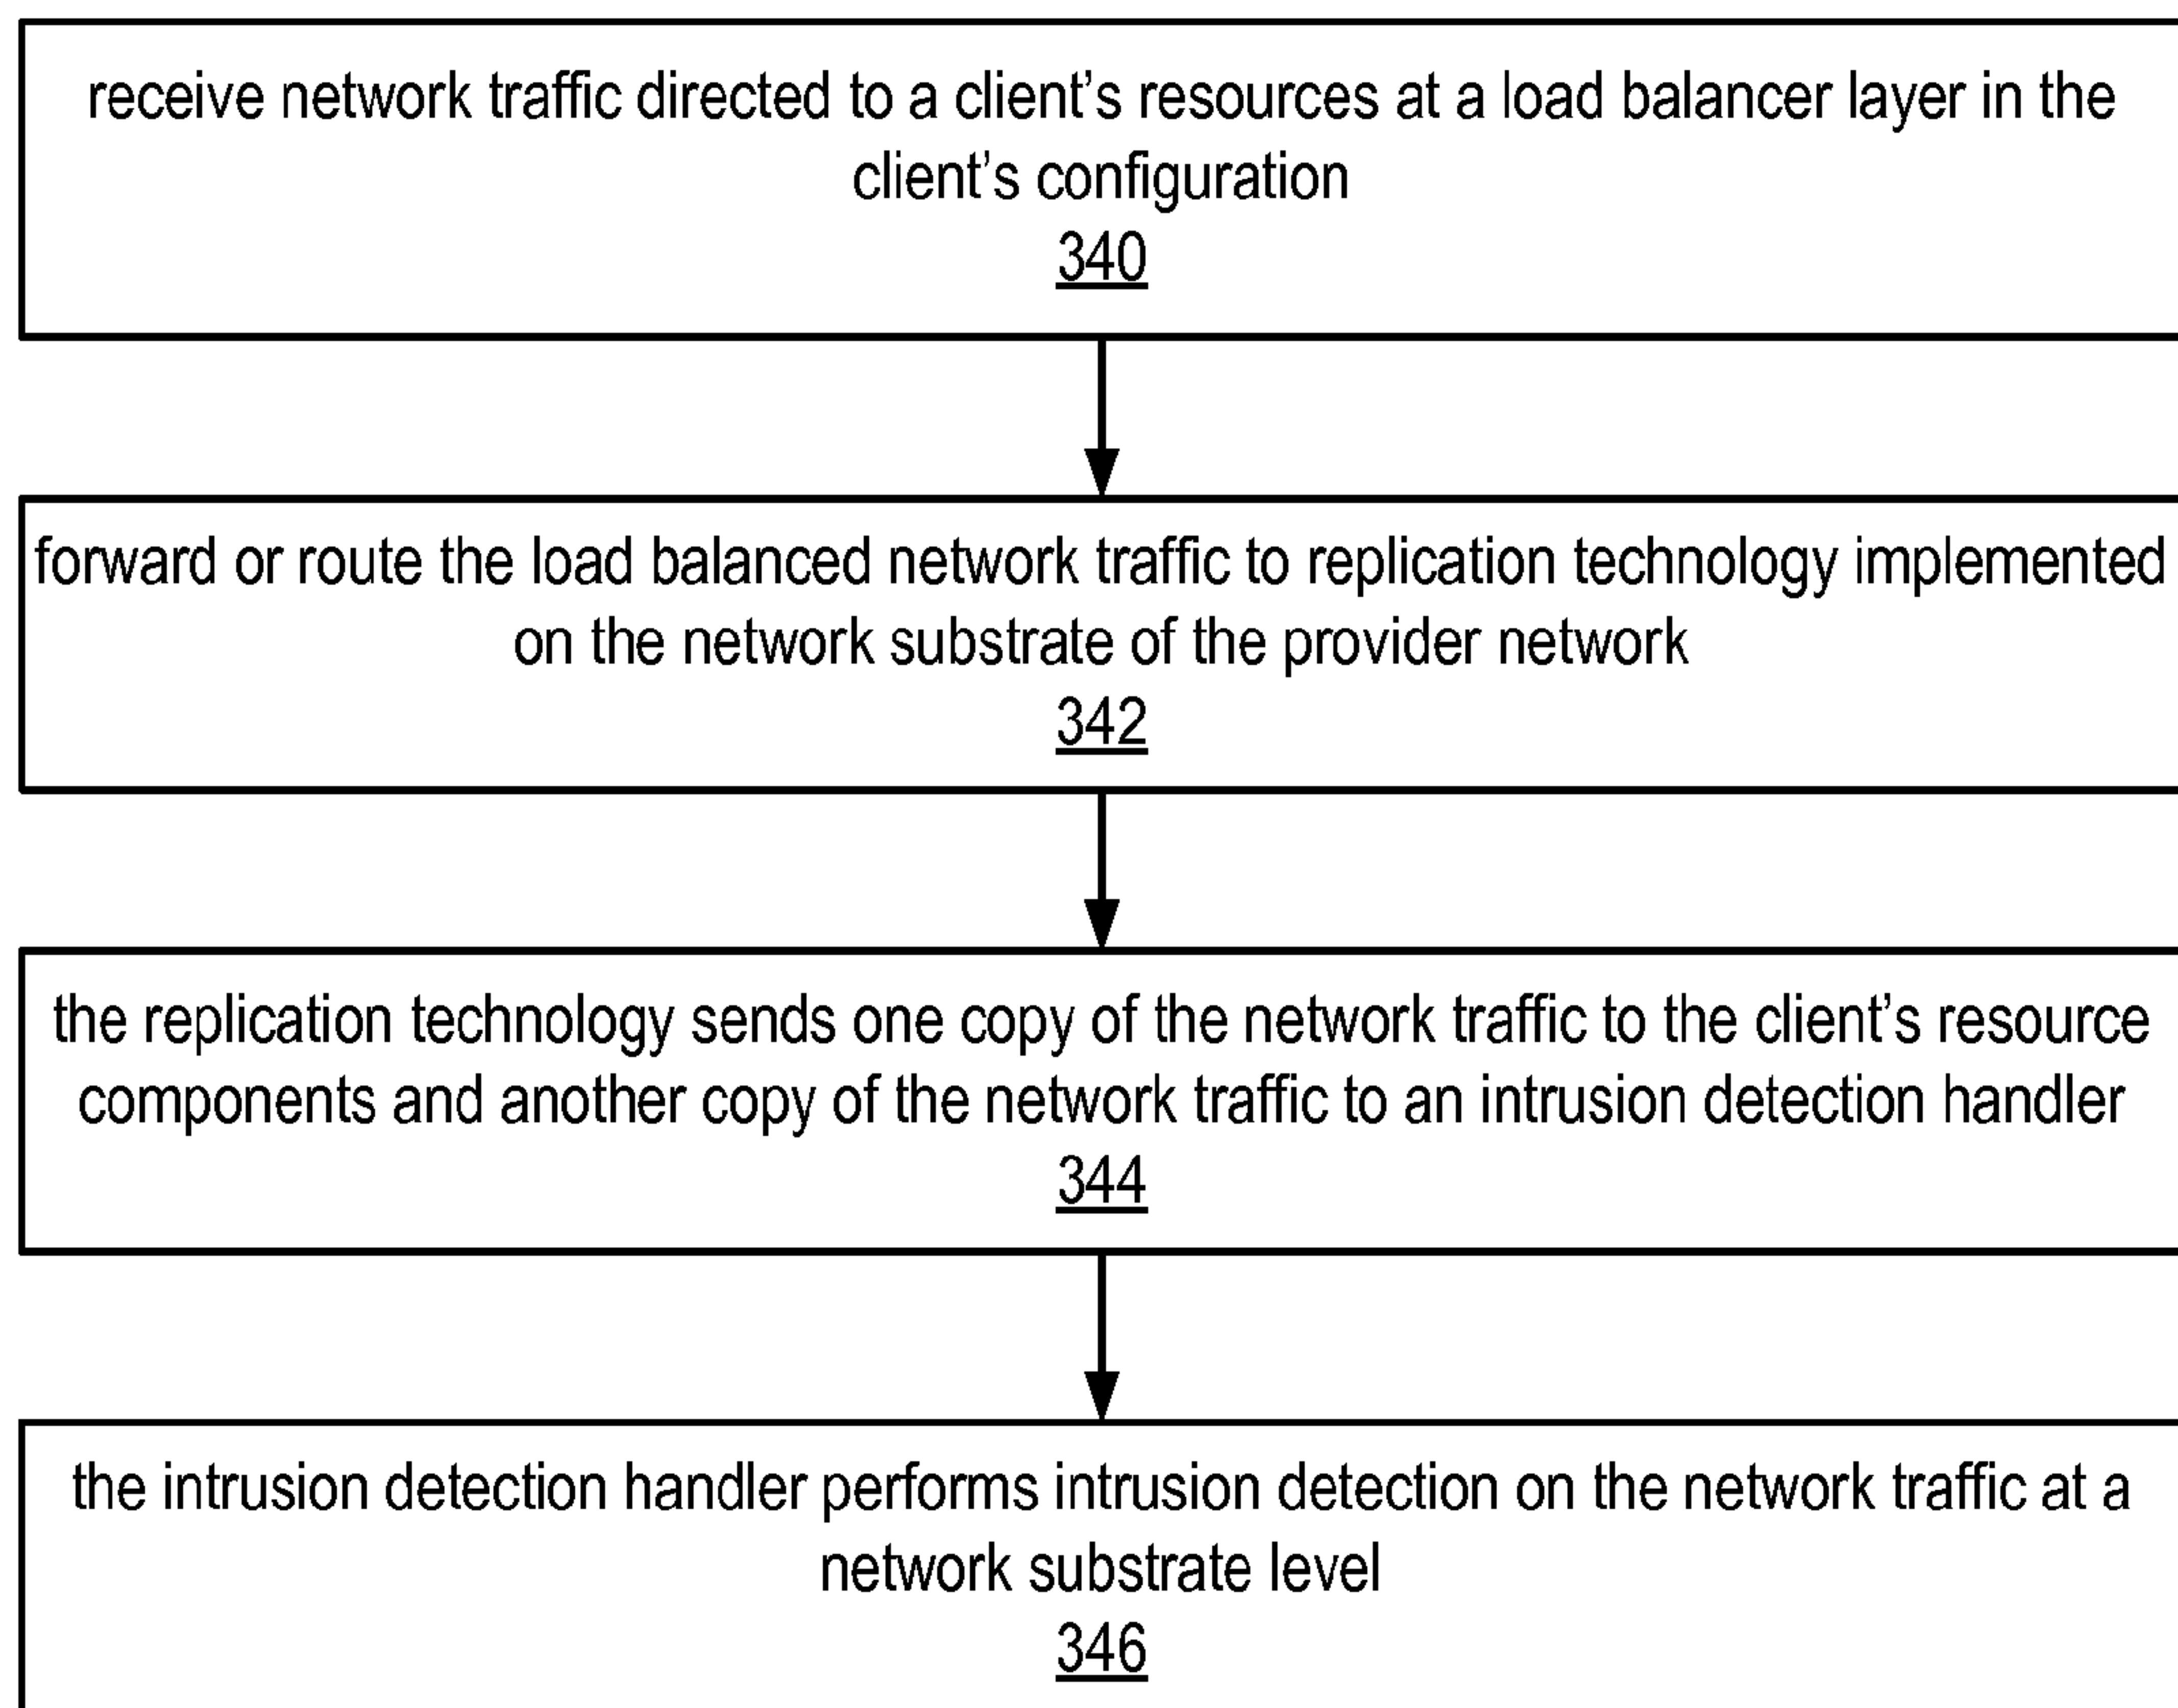 receive network traffic directed to a client’s resources at a load balancer layer in the
client’s configuration
340
forward or route the load balanced network traffic to replication technology implemented
on the network substrate of the provider network
342
the replication technology sends one copy of the network traffic to the client’s resource
components and another copy of the network traffic to an intrusion detection handler
344
the intrusion detection handler performs intrusion detection on the network traffic at a
network substrate level
346